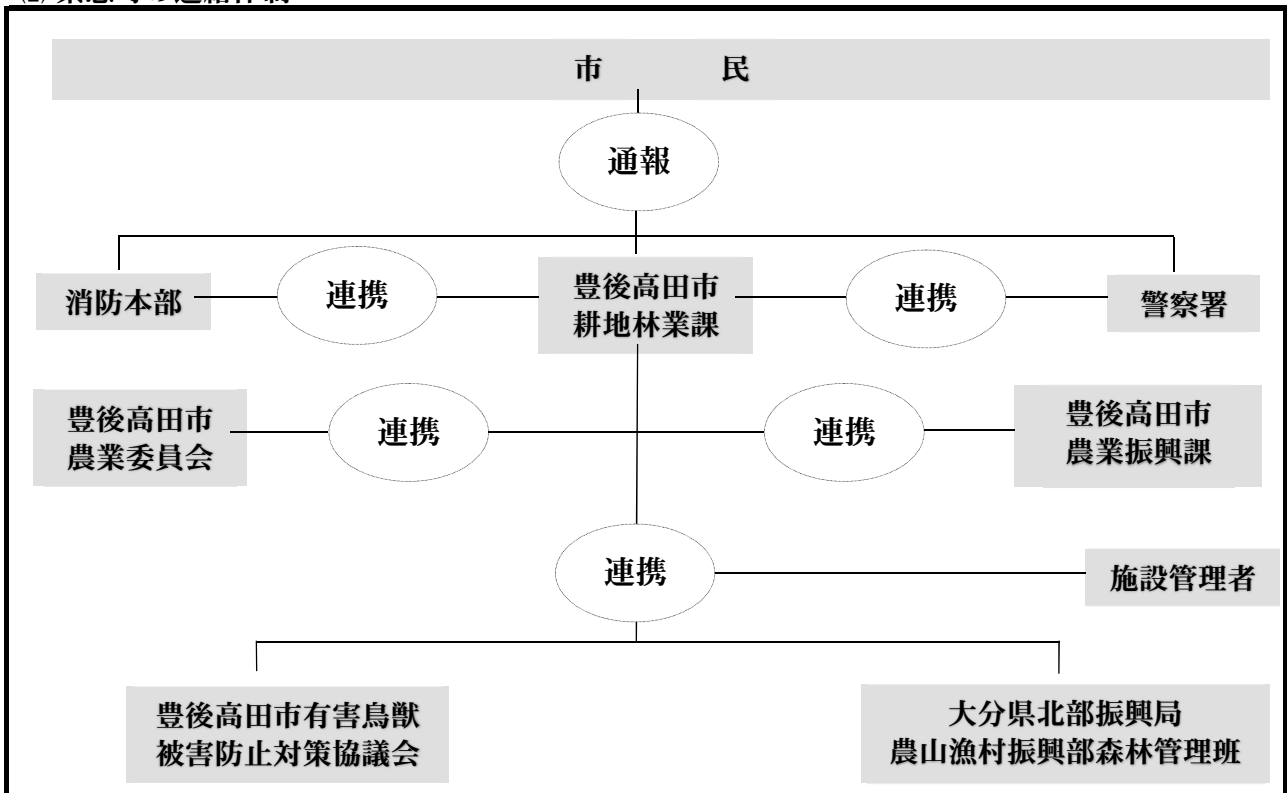 市 民
通報
消防本部
連携
豊後高田市
耕地林業課
連携
警察署
豊後高田市
農業委員会
連携
連携
豊後高田市
農業振興課
連携
施設管理者
豊後高田市有害鳥獣
被害防止対策協議会
大分県北部振興局
農山漁村振興部森林管理班